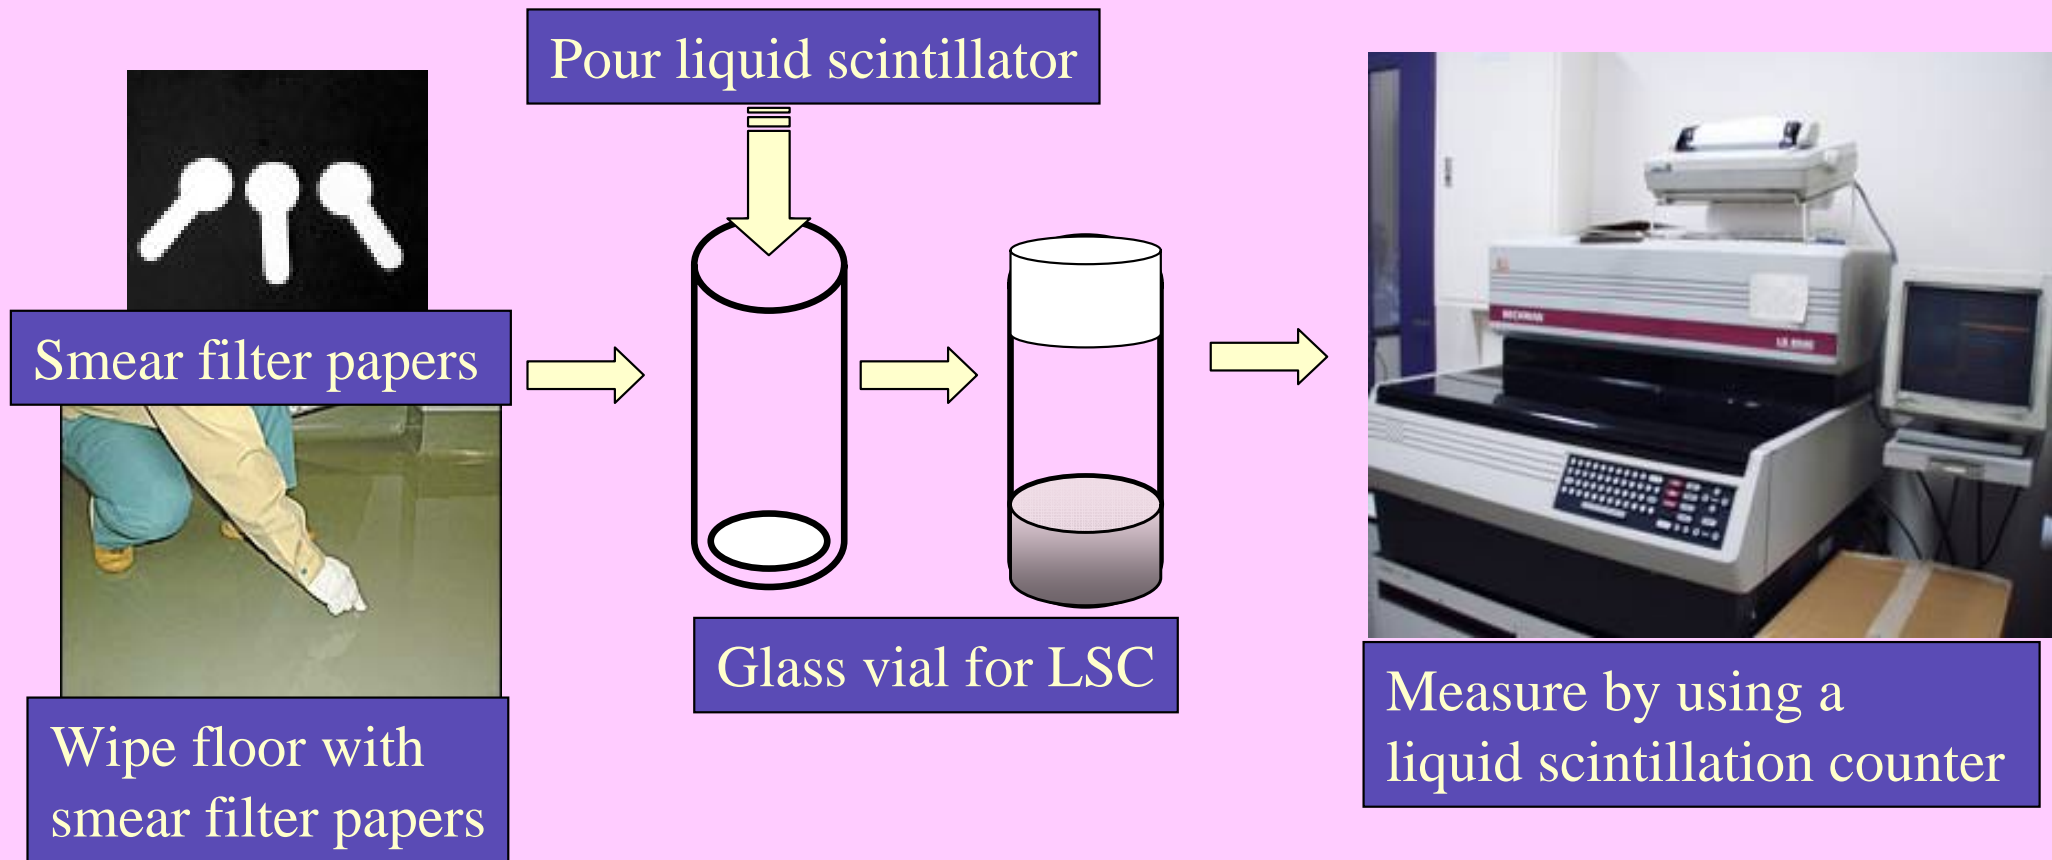 Pour liquid scintillator
Smear filter papers
Wipe floor with
smear filter papers
Glass vial for LSC
BECKMAN
Measure by using a
liquid scintillation counter